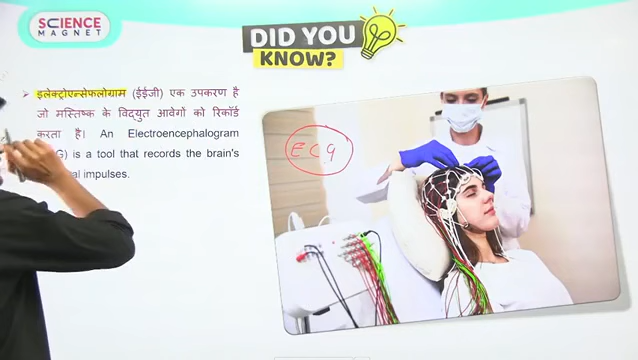 SCIENCE
MAGNET
DID YOU
KNOW?
इलेक्ट्रोएन्सेफलोग्राम (ईईजी) एक उपकरण है
जो मस्तिष्क के विद्युत आवेगों को रिकॉर्ड
करता है। An Electroencephalogram
G) is a tool that records the brain's
al impulses.
ECG